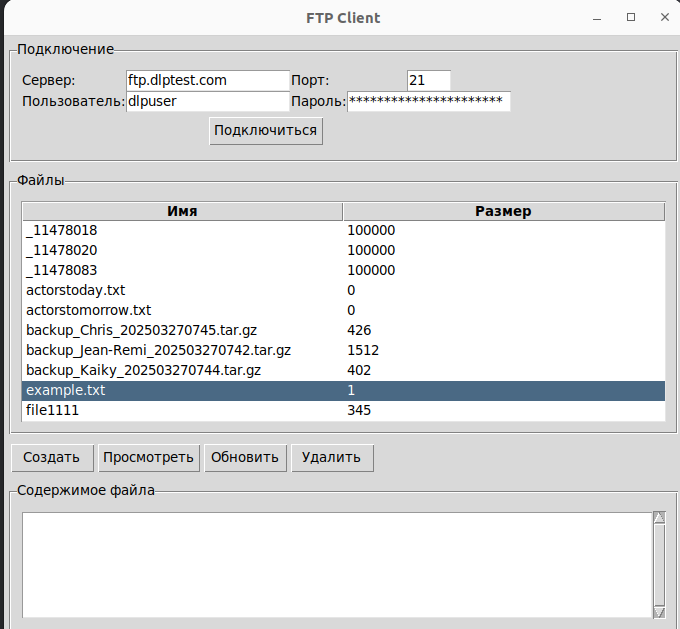 FTP Client
Подключение
Сервер: ftp.dlptest.com Порт: 21
Пользователь: dlpuser Пароль: **********************
Подключиться
Файлы
Имя Размер
_11478018 100000
_11478020 100000
_11478083 100000
actorstoday.txt 0
actorstomorrow.txt 0
backup_Chris_202503270745.tar.gz 426
backup_Jean-Remi_202503270742.tar.gz 1512
backup_Kaiky_202503270744.tar.gz 402
example.txt 1
file1111 345
Создать Просмотреть Обновить Удалить
Содержимое файла